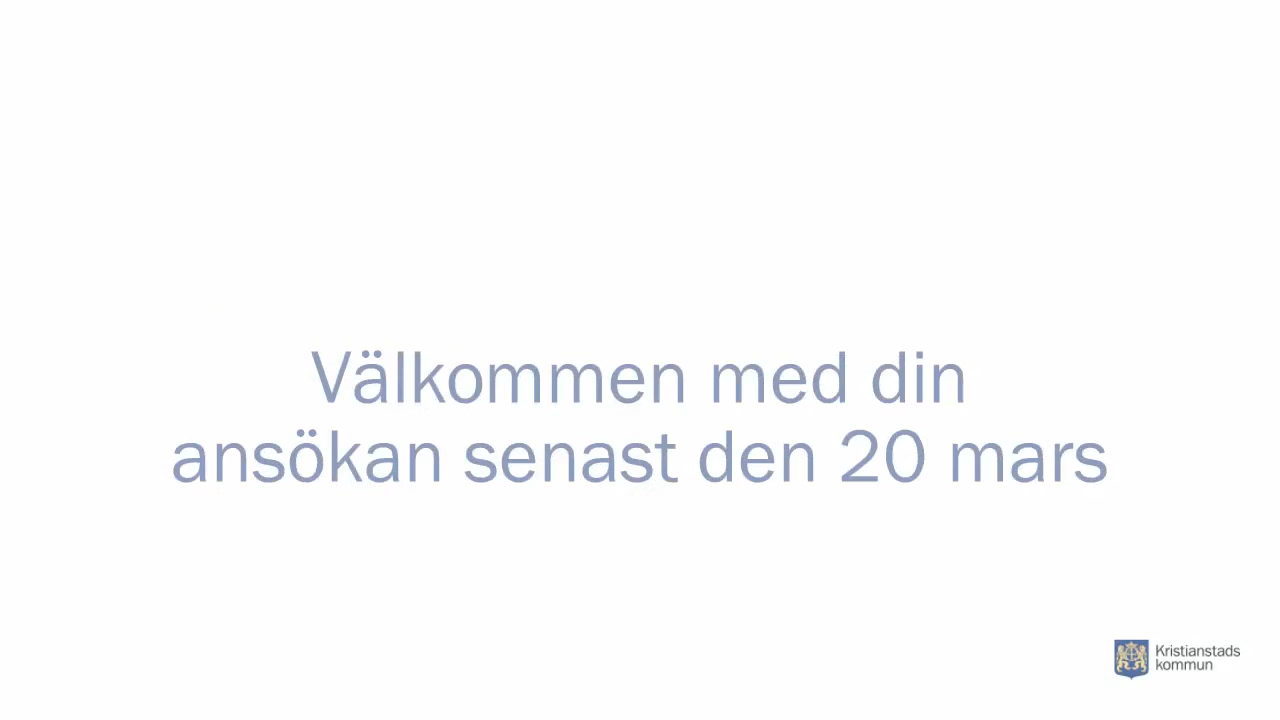 Välkommen med din
ansökan senast den 20 mars
Kristianstads
kommun